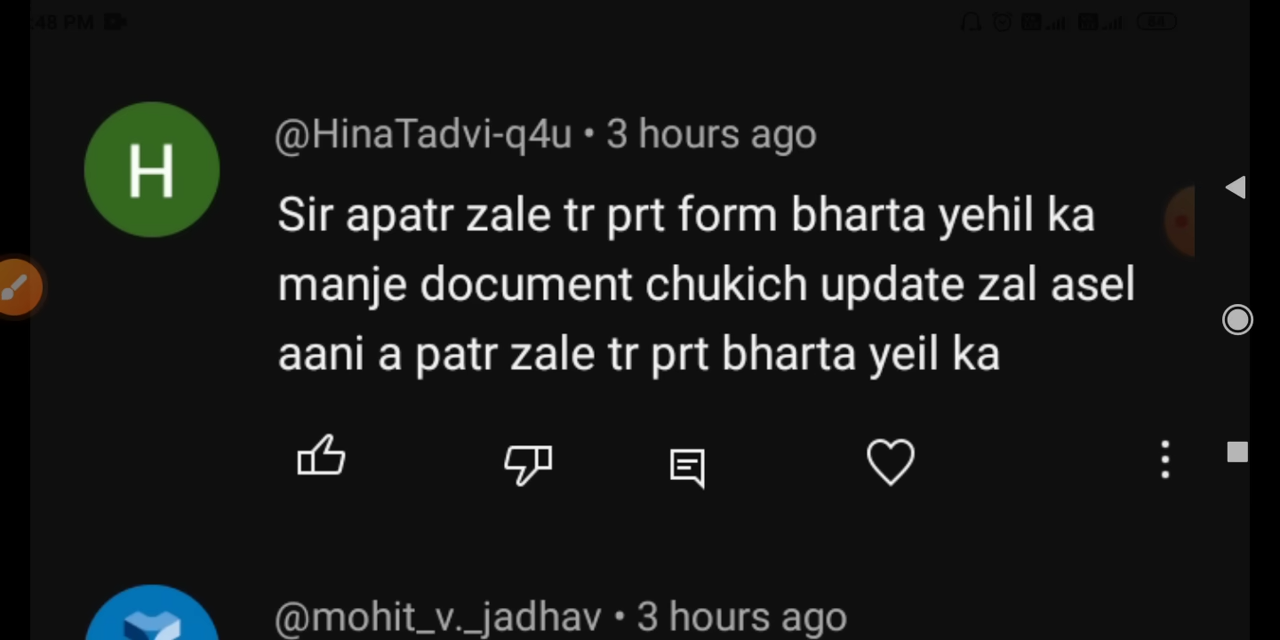 :48 PM
84
H
@HinaTadvi-q4u • 3 hours ago
Sir apatr zale tr prt form bharta yehil ka
manje document chukich update zal asel
aani a patr zale tr prt bharta yeil ka
@mohit_v._jadhav • 3 hours ago